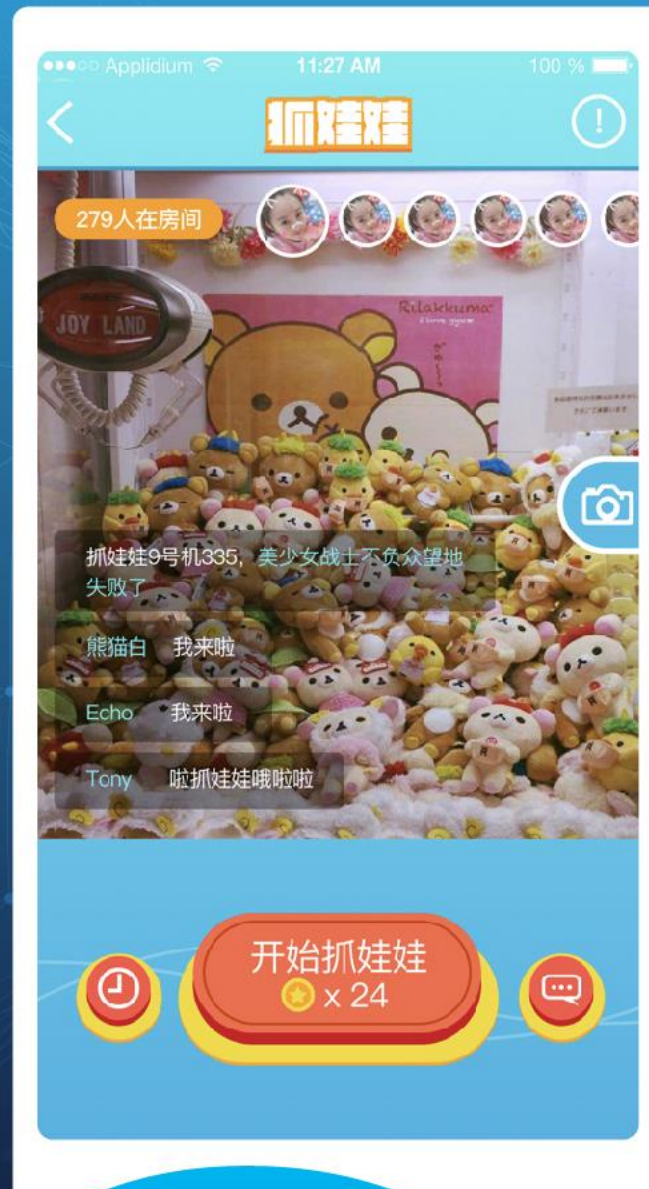 Applidium
11:27 AM
100 %
抓娃娃
279人在房间
JOY LAND
Rilakkuma
抓娃娃9号机335，美少女战士不负众望地
失败了
熊猫白 我来啦
Echo 我来啦
Tony 啦抓娃娃哦啦啦
开始抓娃娃
x 24